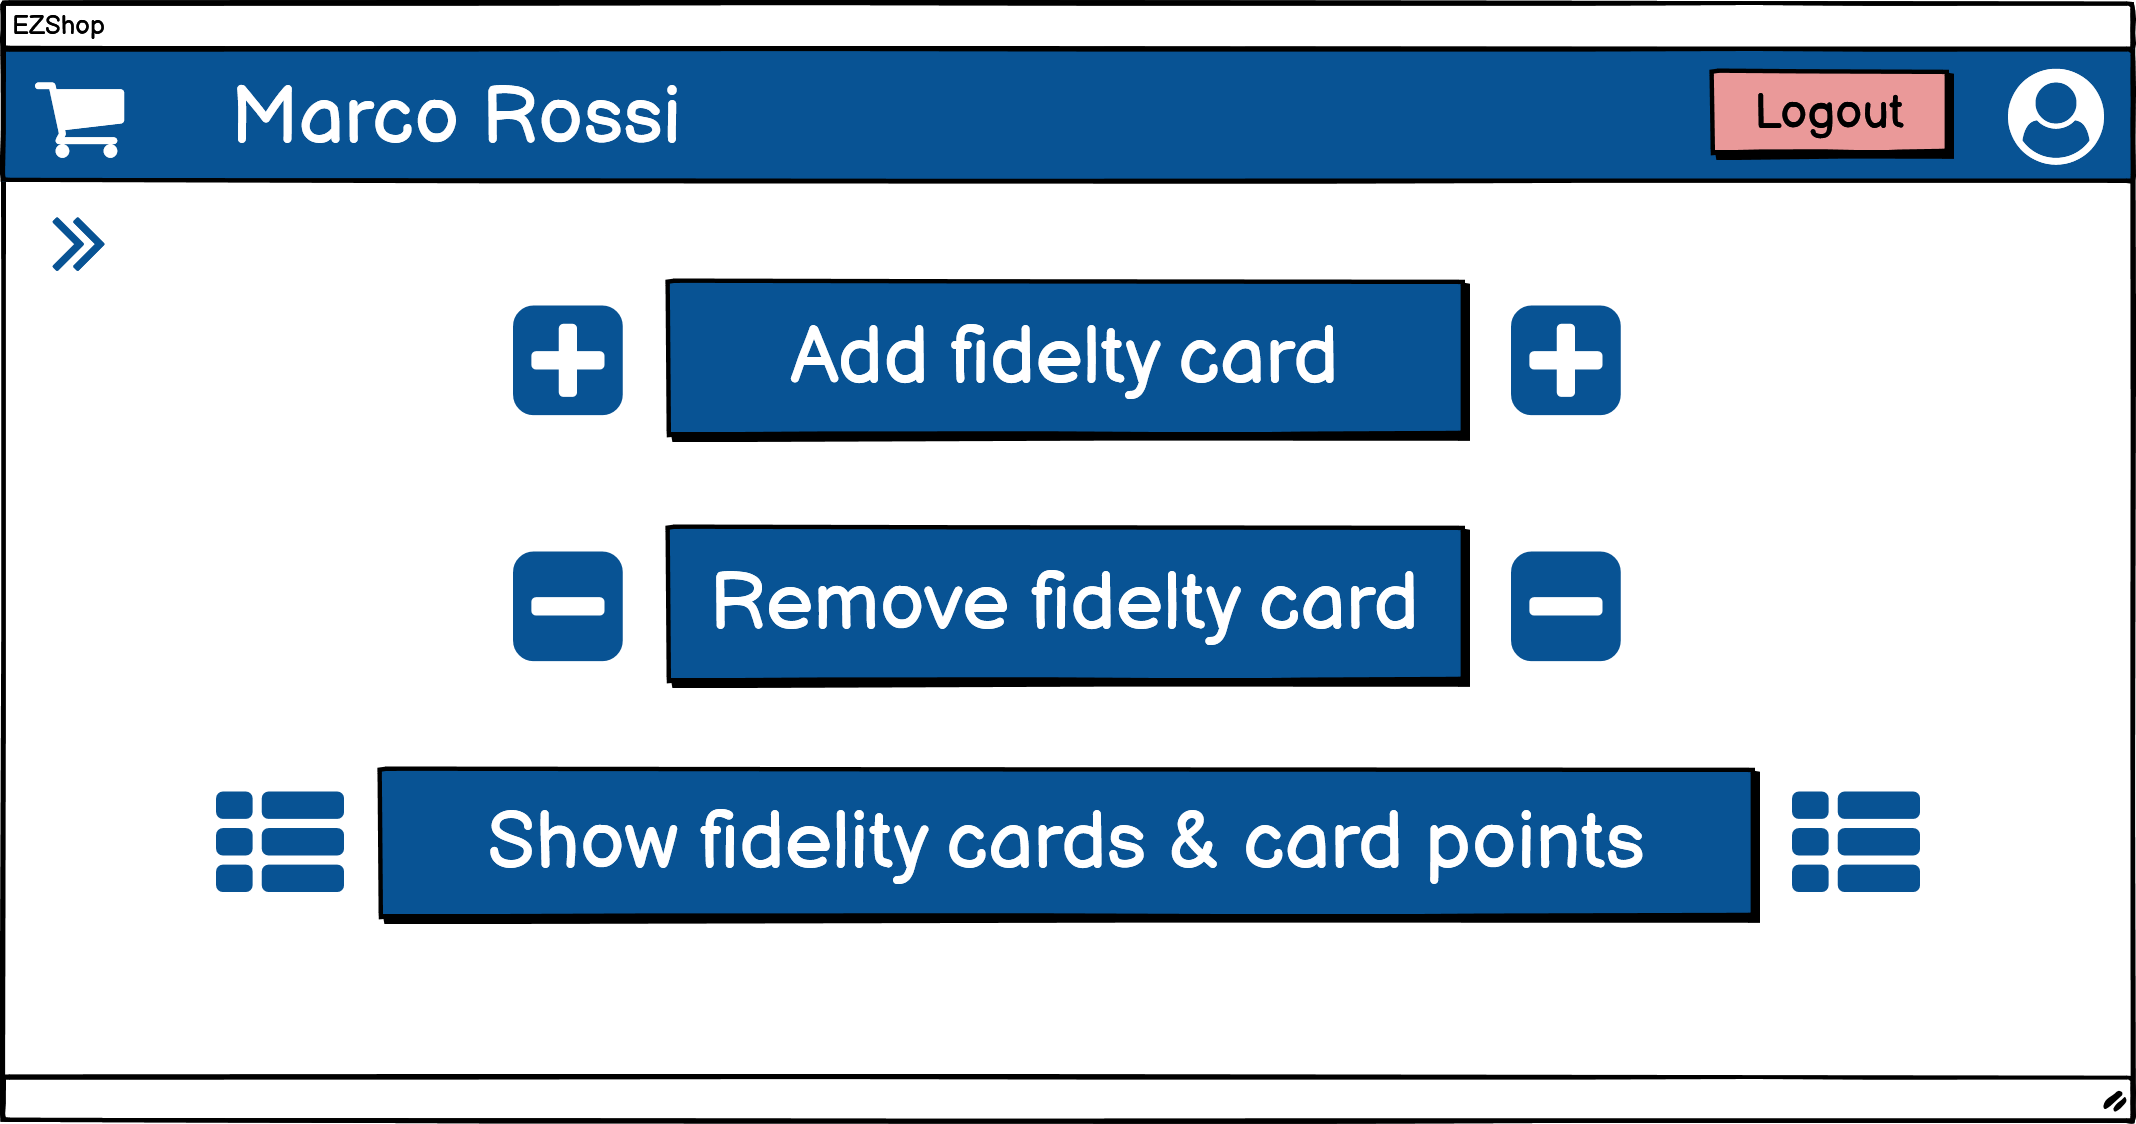 EZShop
Marco Rossi
Logout
Add fidelty card
Remove fidelty card
Show fidelity cards & card points